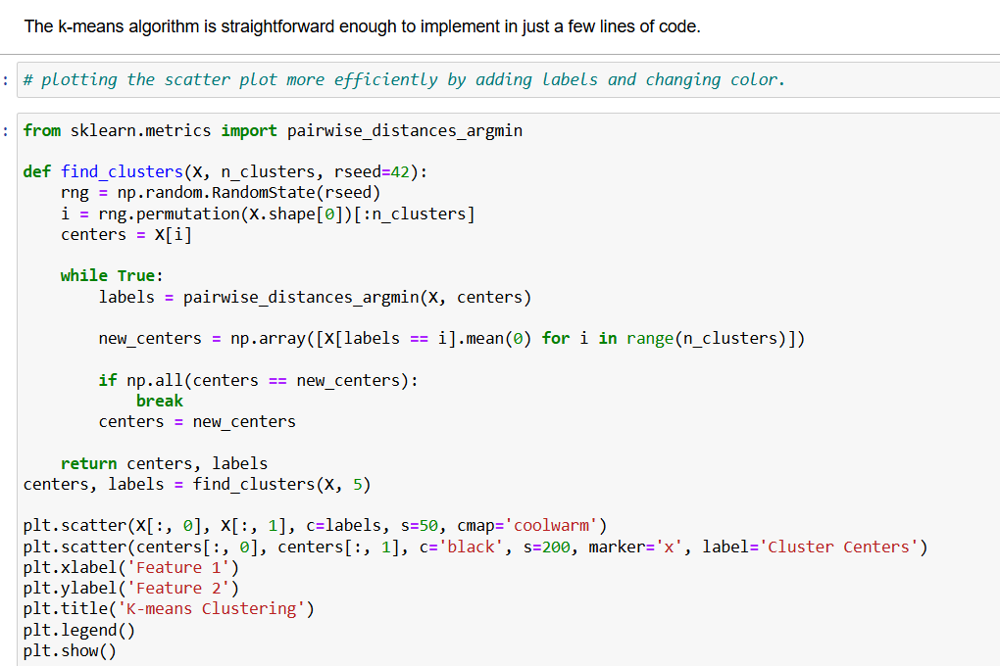 The k-means algorithm is straightforward enough to implement in just a few lines of code.
: # plotting the scatter plot more efficiently by adding labels and changing color.
: from sklearn.metrics import pairwise_distances_argmin
def find_clusters(X, n_clusters, rseed=42):
    rng = np.random.RandomState(rseed)
    i = rng.permutation(X.shape[0])[:n_clusters]
    centers = X[i]
    while True:
        labels = pairwise_distances_argmin(X, centers)
        new_centers = np.array([X[labels == i].mean(0) for i in range(n_clusters)])
        if np.all(centers == new_centers):
            break
        centers = new_centers
    return centers, labels
centers, labels = find_clusters(X, 5)
plt.scatter(X[:, 0], X[:, 1], c=labels, s=50, cmap='coolwarm')
plt.scatter(centers[:, 0], centers[:, 1], c='black', s=200, marker='x', label='Cluster Centers')
plt.xlabel('Feature 1')
plt.ylabel('Feature 2')
plt.title('K-means Clustering')
plt.legend()
plt.show()